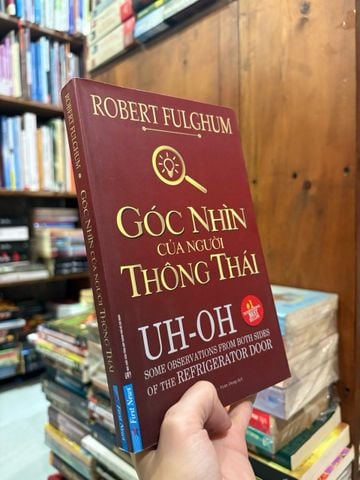 ROBERT FULGHUM
GÓC NHÌN
CỦA NGƯỜI
THÔNG THÁI
UH-OH
SOME OBSERVATIONS FROM BOTH SIDES
OF THE REFRIGERATOR DOOR
ROBERT FULGHUM • GÓC NHÌN CỦA NGƯỜI THÔNG THÁI
First News